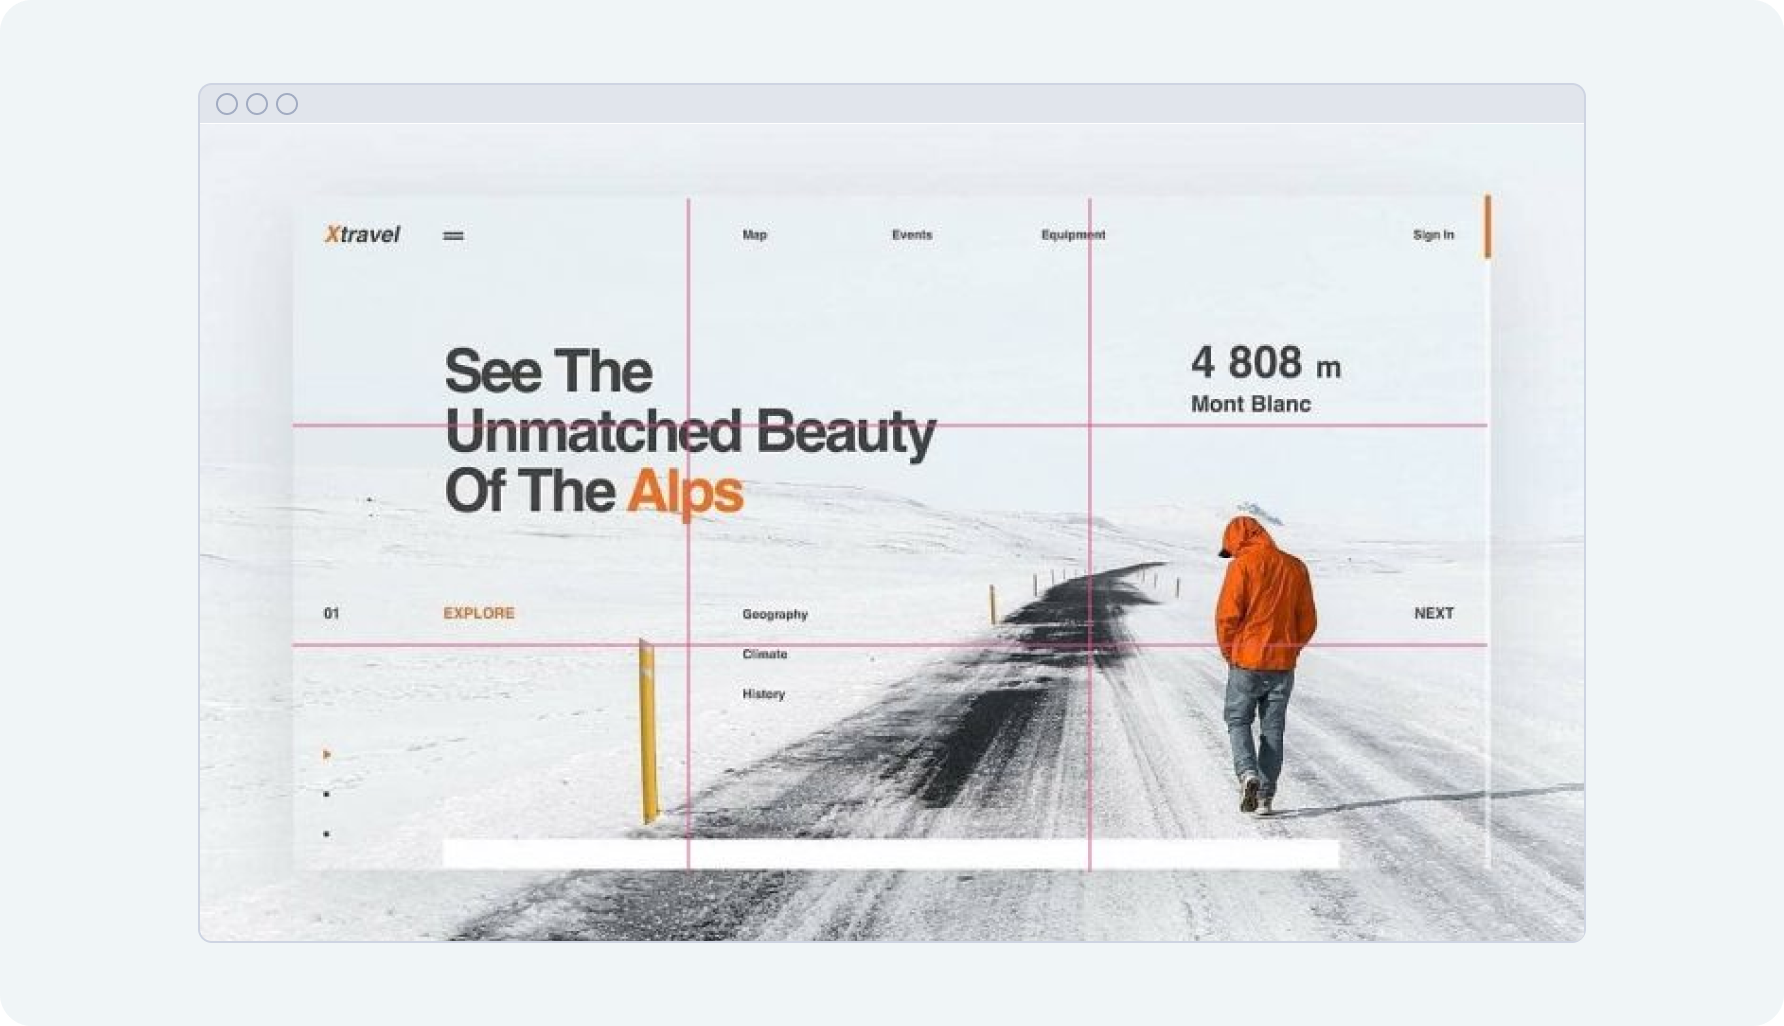 Xtravel
Map
Events
Equipment
Sign In
See The
Unmatched Beauty
Of The Alps
4 808 m
Mont Blanc
01
EXPLORE
Geography
Climate
History
NEXT